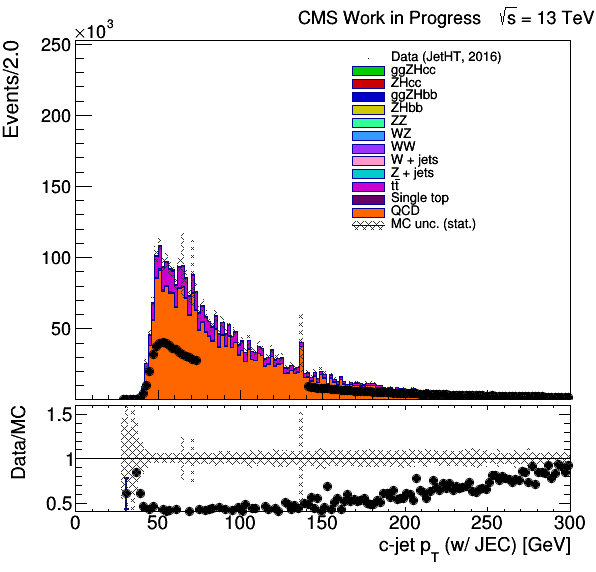 CMS Work in Progress √s = 13 TeV
×10³
Events/2.0
250
200
150
100
50
Data (JetHT, 2016)
ggZHcc
ZHcc
ggZHbb
ZHbb
ZZ
WZ
WW
W + jets
Z + jets
tt̄
Single top
QCD
MC unc. (stat.)
Data/MC
1.5
1
0.5
0 50 100 150 200 250 300
c-jet p_T (w/ JEC) [GeV]